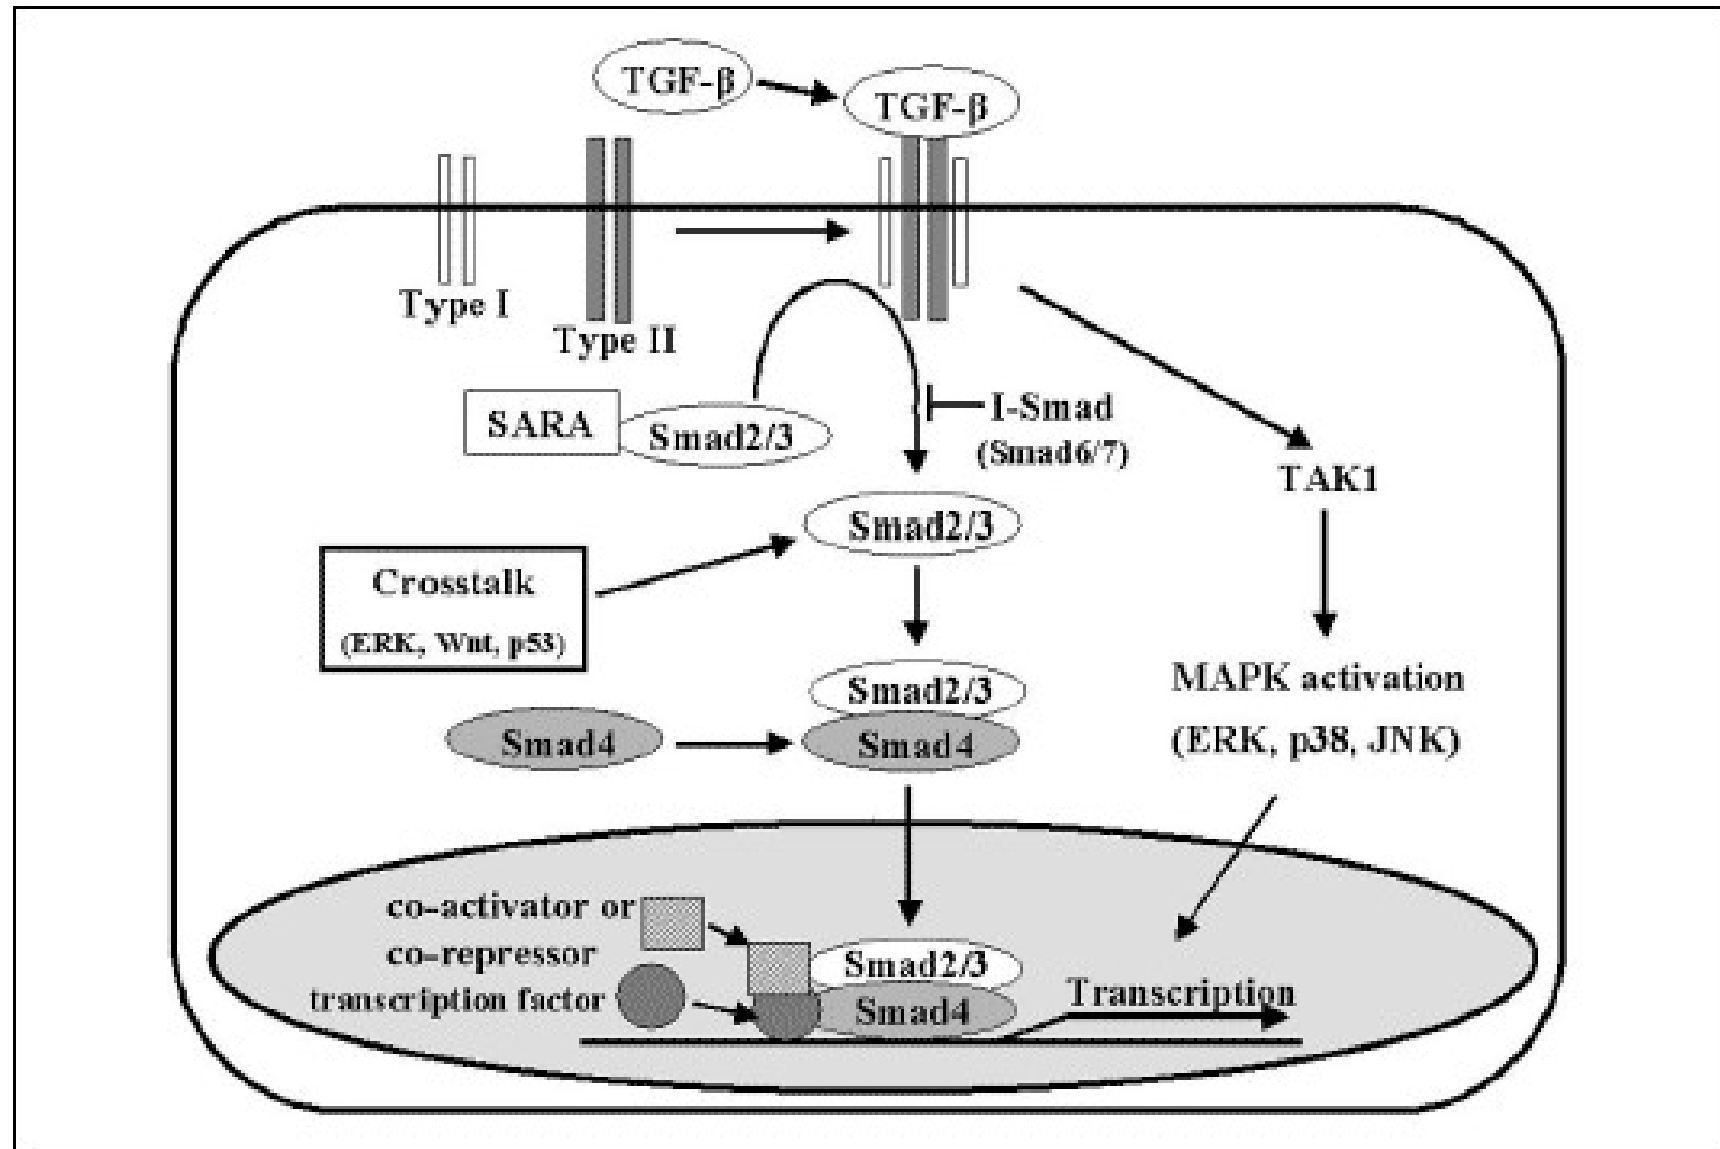 TGF-β
TGF-β
Type I
Type II
SARA
Smad2/3
I-Smad
(Smad6/7)
TAK1
Smad2/3
Crosstalk
(ERK, Wnt, p53)
Smad2/3
Smad4
Smad4
MAPK activation
(ERK, p38, JNK)
co-activator or
co-repressor
transcription factor
Smad2/3
Smad4
Transcription